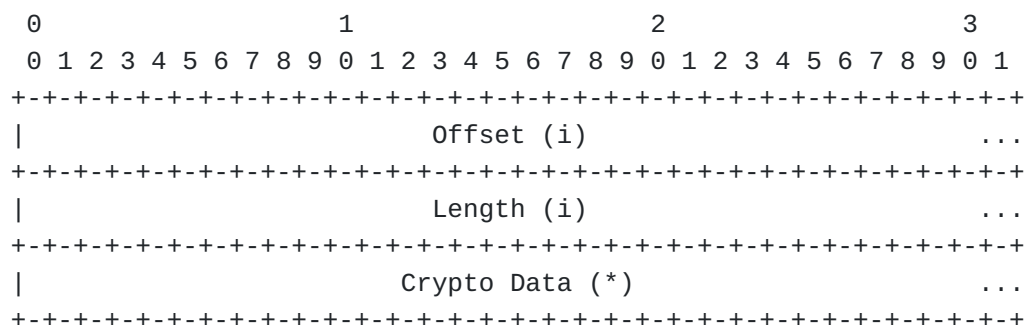 0                   1                   2                   3
 0 1 2 3 4 5 6 7 8 9 0 1 2 3 4 5 6 7 8 9 0 1 2 3 4 5 6 7 8 9 0 1
+-+-+-+-+-+-+-+-+-+-+-+-+-+-+-+-+-+-+-+-+-+-+-+-+-+-+-+-+-+-+-+-+
|                          Offset (i)                         ...
+-+-+-+-+-+-+-+-+-+-+-+-+-+-+-+-+-+-+-+-+-+-+-+-+-+-+-+-+-+-+-+-+
|                          Length (i)                         ...
+-+-+-+-+-+-+-+-+-+-+-+-+-+-+-+-+-+-+-+-+-+-+-+-+-+-+-+-+-+-+-+-+
|                        Crypto Data (*)                      ...
+-+-+-+-+-+-+-+-+-+-+-+-+-+-+-+-+-+-+-+-+-+-+-+-+-+-+-+-+-+-+-+-+